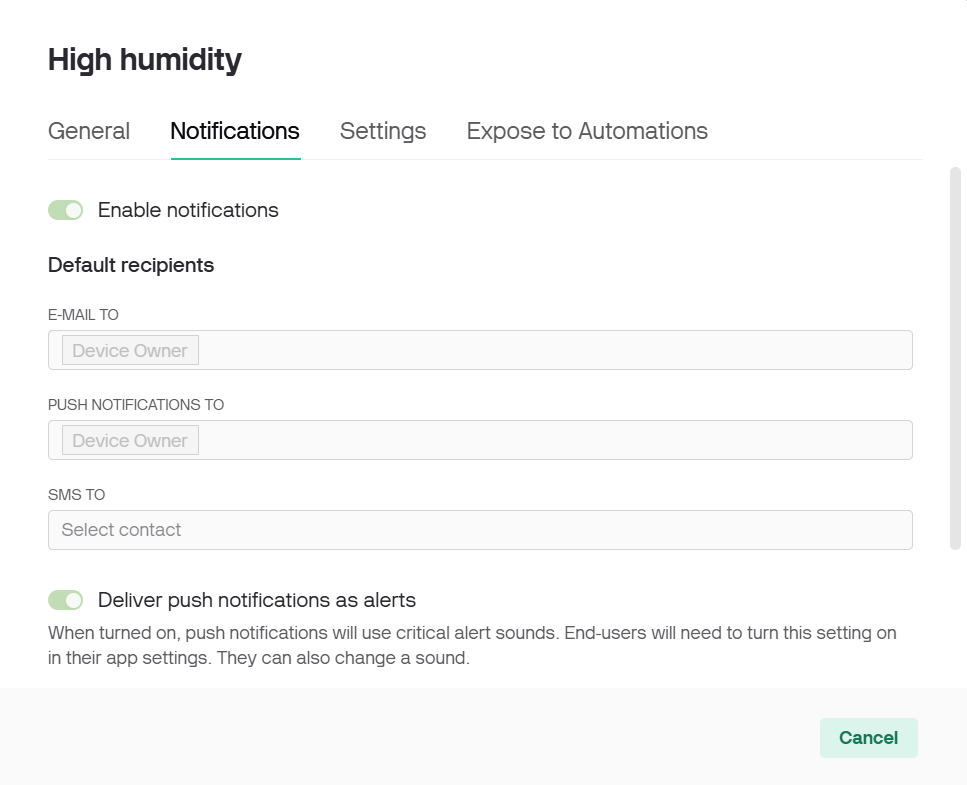 High humidity
General Notifications Settings Expose to Automations
Enable notifications
Default recipients
E-MAIL TO
Device Owner
PUSH NOTIFICATIONS TO
Device Owner
SMS TO
Select contact
Deliver push notifications as alerts
When turned on, push notifications will use critical alert sounds. End-users will need to turn this setting on
in their app settings. They can also change a sound.
Cancel